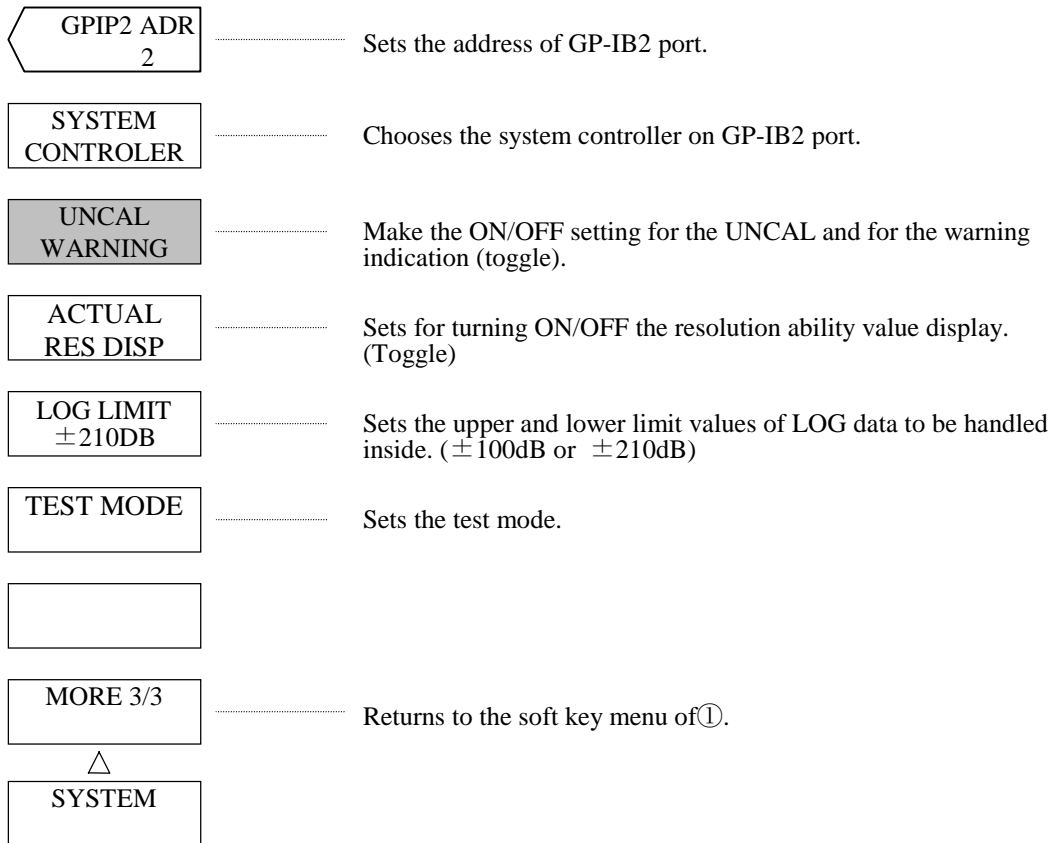 GPIP2 ADR
2
Sets the address of GP-IB2 port.
SYSTEM
CONTROLER
Chooses the system controller on GP-IB2 port.
UNCAL
WARNING
Make the ON/OFF setting for the UNCAL and for the warning
indication (toggle).
ACTUAL
RES DISP
Sets for turning ON/OFF the resolution ability value display.
(Toggle)
LOG LIMIT
±210DB
Sets the upper and lower limit values of LOG data to be handled
inside. (±100dB or ±210dB)
TEST MODE
Sets the test mode.
MORE 3/3
Returns to the soft key menu of①.
SYSTEM